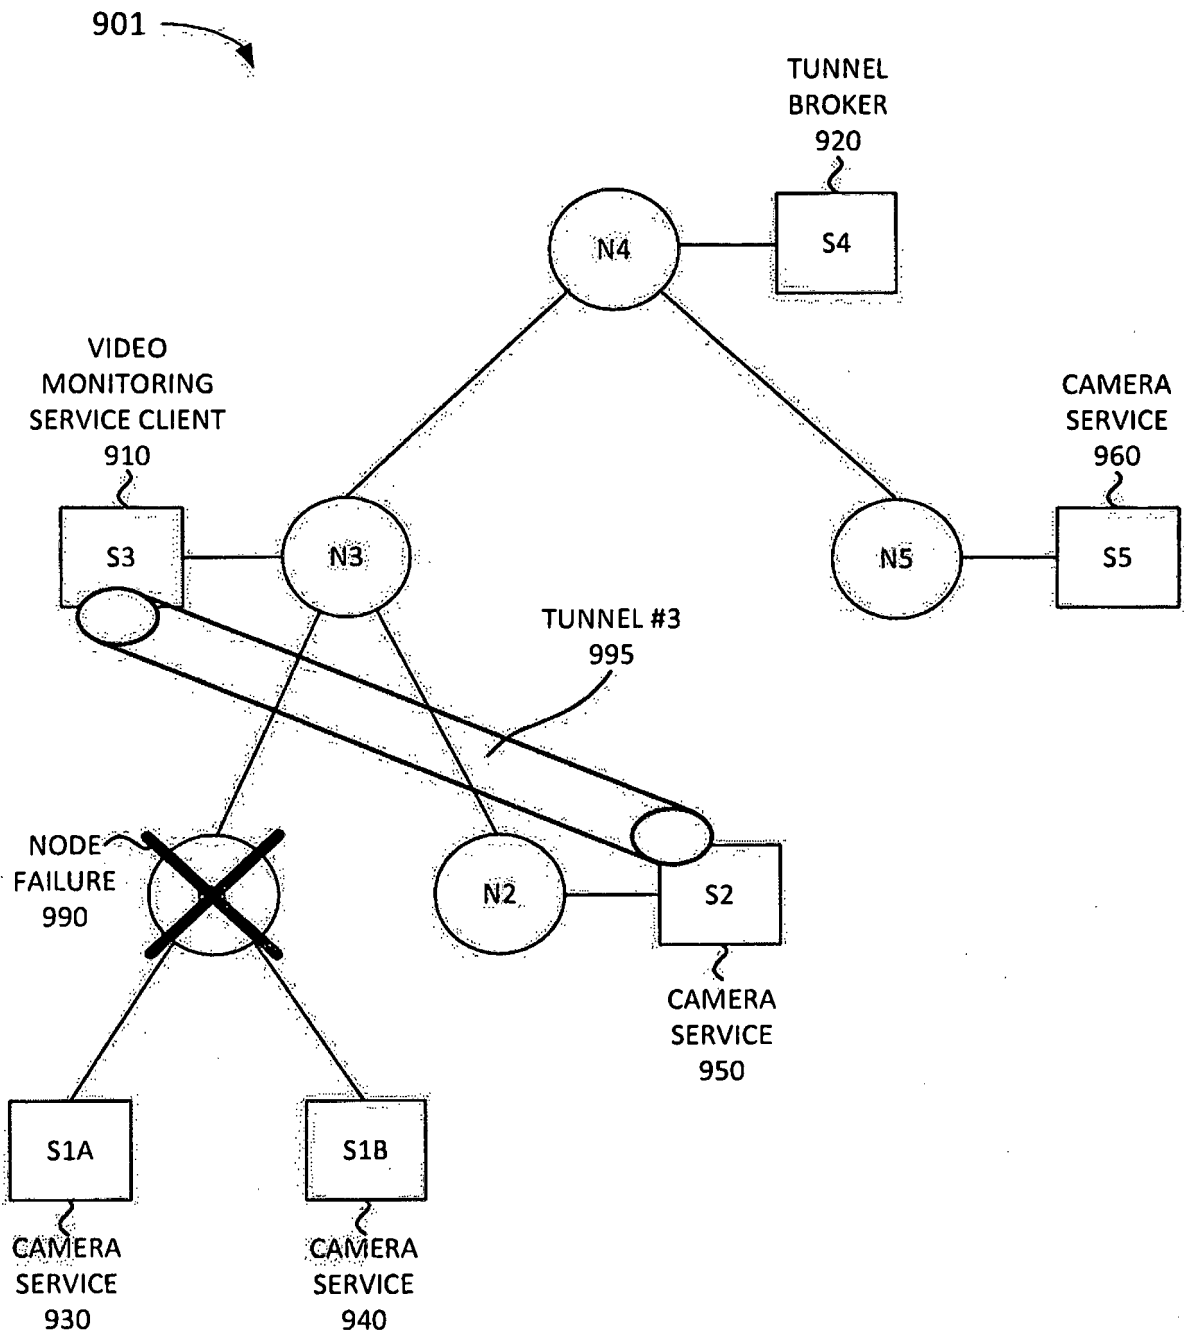 901
TUNNEL
BROKER
920
N4
S4
VIDEO
MONITORING
SERVICE CLIENT
910
CAMERA
SERVICE
960
S3
N3
N5
S5
TUNNEL #3
995
NODE
FAILURE
990
N2
S2
CAMERA
SERVICE
950
S1A
S1B
CAMERA
SERVICE
930
CAMERA
SERVICE
940